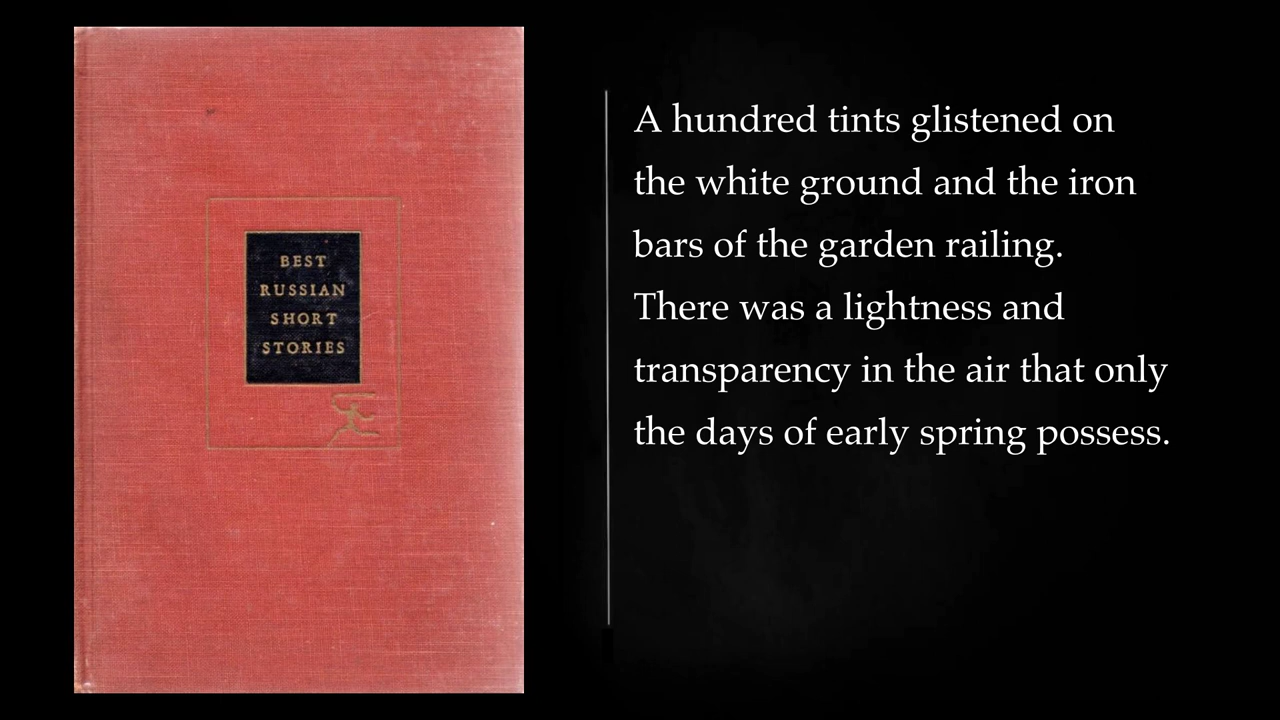 BEST
RUSSIAN
SHORT
STORIES
A hundred tints glistened on
the white ground and the iron
bars of the garden railing.
There was a lightness and
transparency in the air that only
the days of early spring possess.